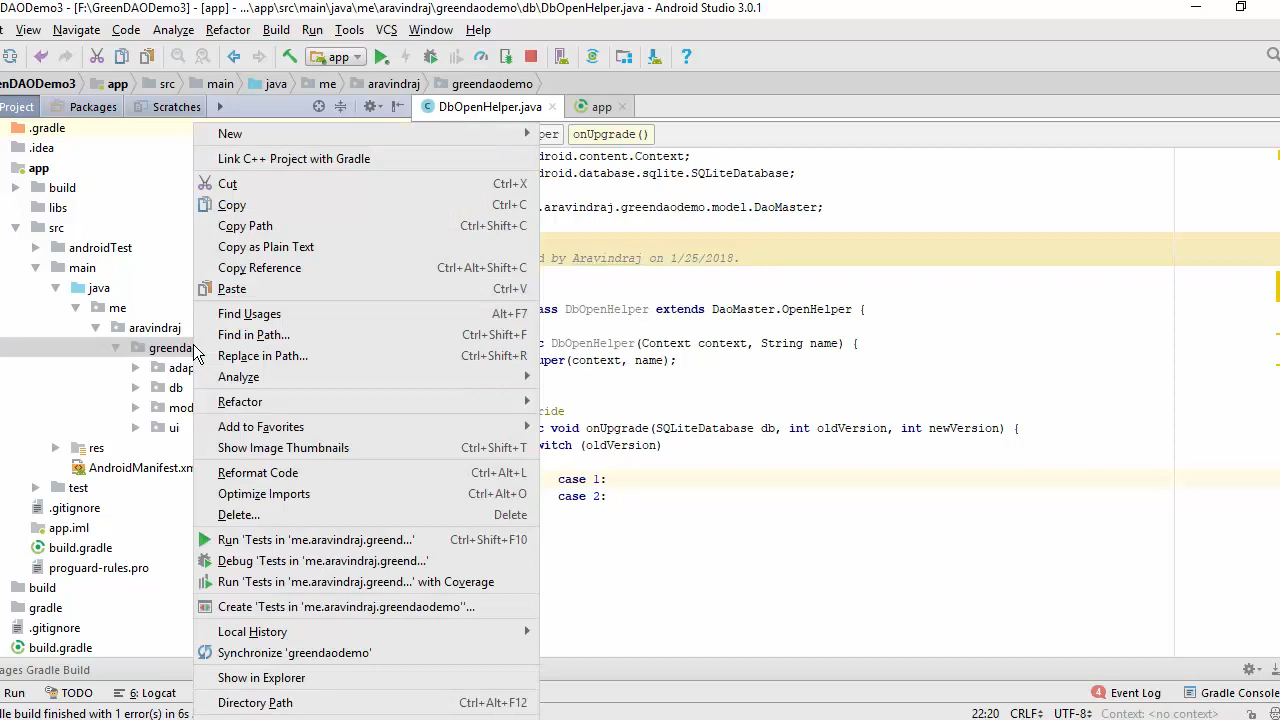 DAODemo3 - [F:\GreenDAODemo3] - [app] - ...\app\src\main\java\me\aravindraj\greendaodemo\db\DbOpenHelper.java - Android Studio 3.0.1
View Navigate Code Analyze Refactor Build Run Tools VCS Window Help
app
enDAODemo3 app src main java me aravindraj greendaodemo
Project Packages Scratches DbOpenHelper.java app
per onUpgrade()
.gradle
.idea
app
build
libs
src
androidTest
main
java
me
aravindraj
greenda
adap
db
mod
ui
res
AndroidManifest.xm
test
.gitignore
app.iml
build.gradle
proguard-rules.pro
build
gradle
.gitignore
build.gradle
New
Link C++ Project with Gradle
Cut Ctrl+X
Copy Ctrl+C
Copy Path Ctrl+Shift+C
Copy as Plain Text
Copy Reference Ctrl+Alt+Shift+C
Paste Ctrl+V
Find Usages Alt+F7
Find in Path... Ctrl+Shift+F
Replace in Path... Ctrl+Shift+R
Analyze
Refactor
Add to Favorites
Show Image Thumbnails Ctrl+Shift+T
Reformat Code Ctrl+Alt+L
Optimize Imports Ctrl+Alt+O
Delete... Delete
Run 'Tests in 'me.aravindraj.greend...' Ctrl+Shift+F10
Debug 'Tests in 'me.aravindraj.greend...'
Run 'Tests in 'me.aravindraj.greend...' with Coverage
Create 'Tests in 'me.aravindraj.greendaodemo''...
Local History
Synchronize 'greendaodemo'
Show in Explorer
Directory Path Ctrl+Alt+F12
droid.content.Context;
droid.database.sqlite.SQLiteDatabase;
.aravindraj.greendaodemo.model.DaoMaster;
d by Aravindraj on 1/25/2018.
ass DbOpenHelper extends DaoMaster.OpenHelper {
c DbOpenHelper(Context context, String name) {
uper(context, name);
ride
c void onUpgrade(SQLiteDatabase db, int oldVersion, int newVersion) {
witch (oldVersion)
case 1:
case 2:
ages Gradle Build
Run TODO 6: Logcat 4 Event Log Gradle Console
le build finished with 1 error(s) in 6s 22:20 CRLF UTF-8 Context: <no context>